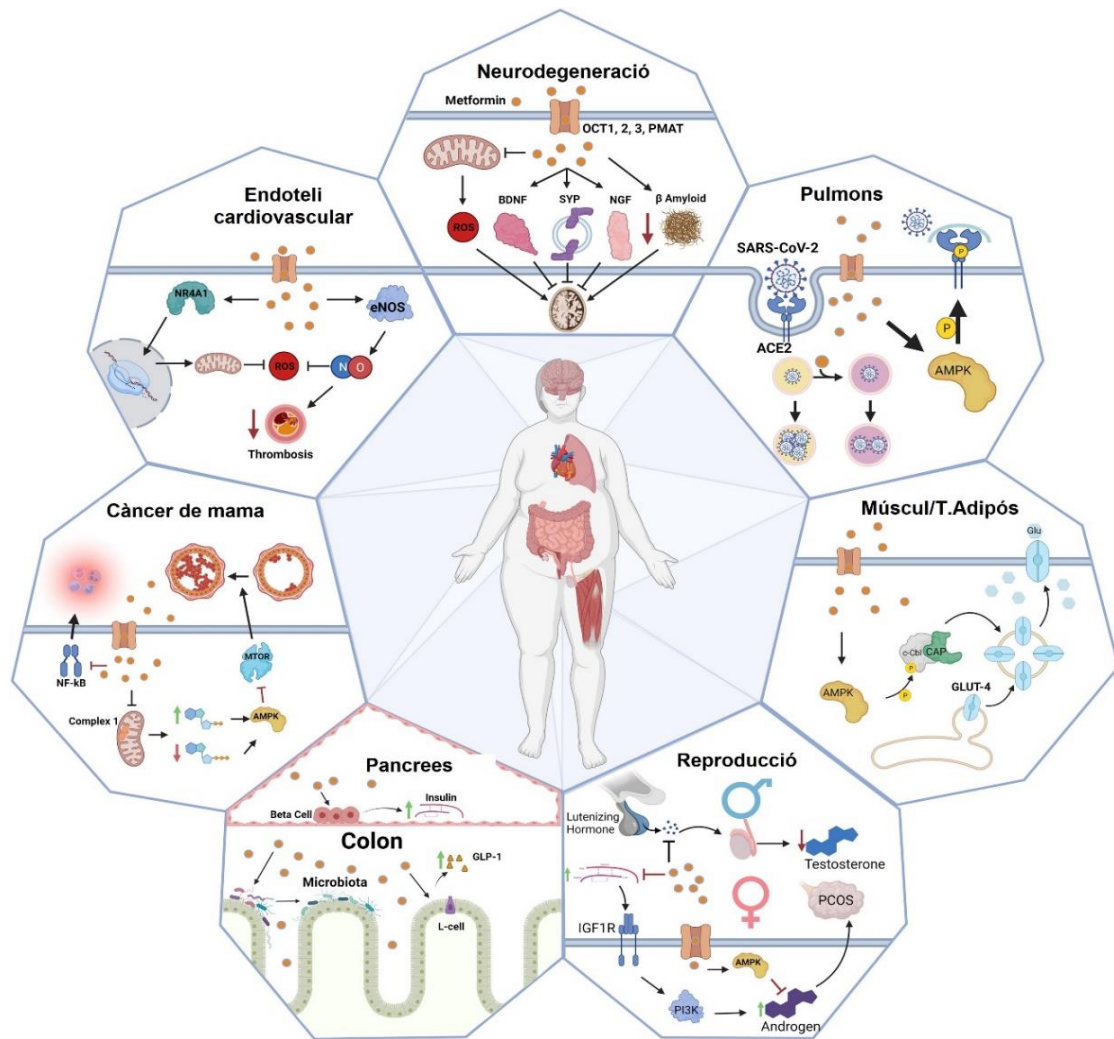 Neurodegeneració
Metformin
OCT1, 2, 3, PMAT
BDNF
SYP
NGF
β Amyloid
ROS
Endoteli
cardiovascular
NR4A1
eNOS
ROS
N O
Thrombosis
Pulmons
SARS-CoV-2
ACE2
P
P
AMPK
Càncer de mama
NF-kB
MTOR
Complex 1
AMPK
Múscul/T.Adipós
Glu
c-Cbl
CAP
P
AMPK
P
GLUT-4
Pancrees
Beta Cell
Insulin
Colon
GLP-1
Microbiota
L-cell
Reproducció
Lutenizing
Hormone
Testosterone
PCOS
IGF1R
AMPK
PI3K
Androgen